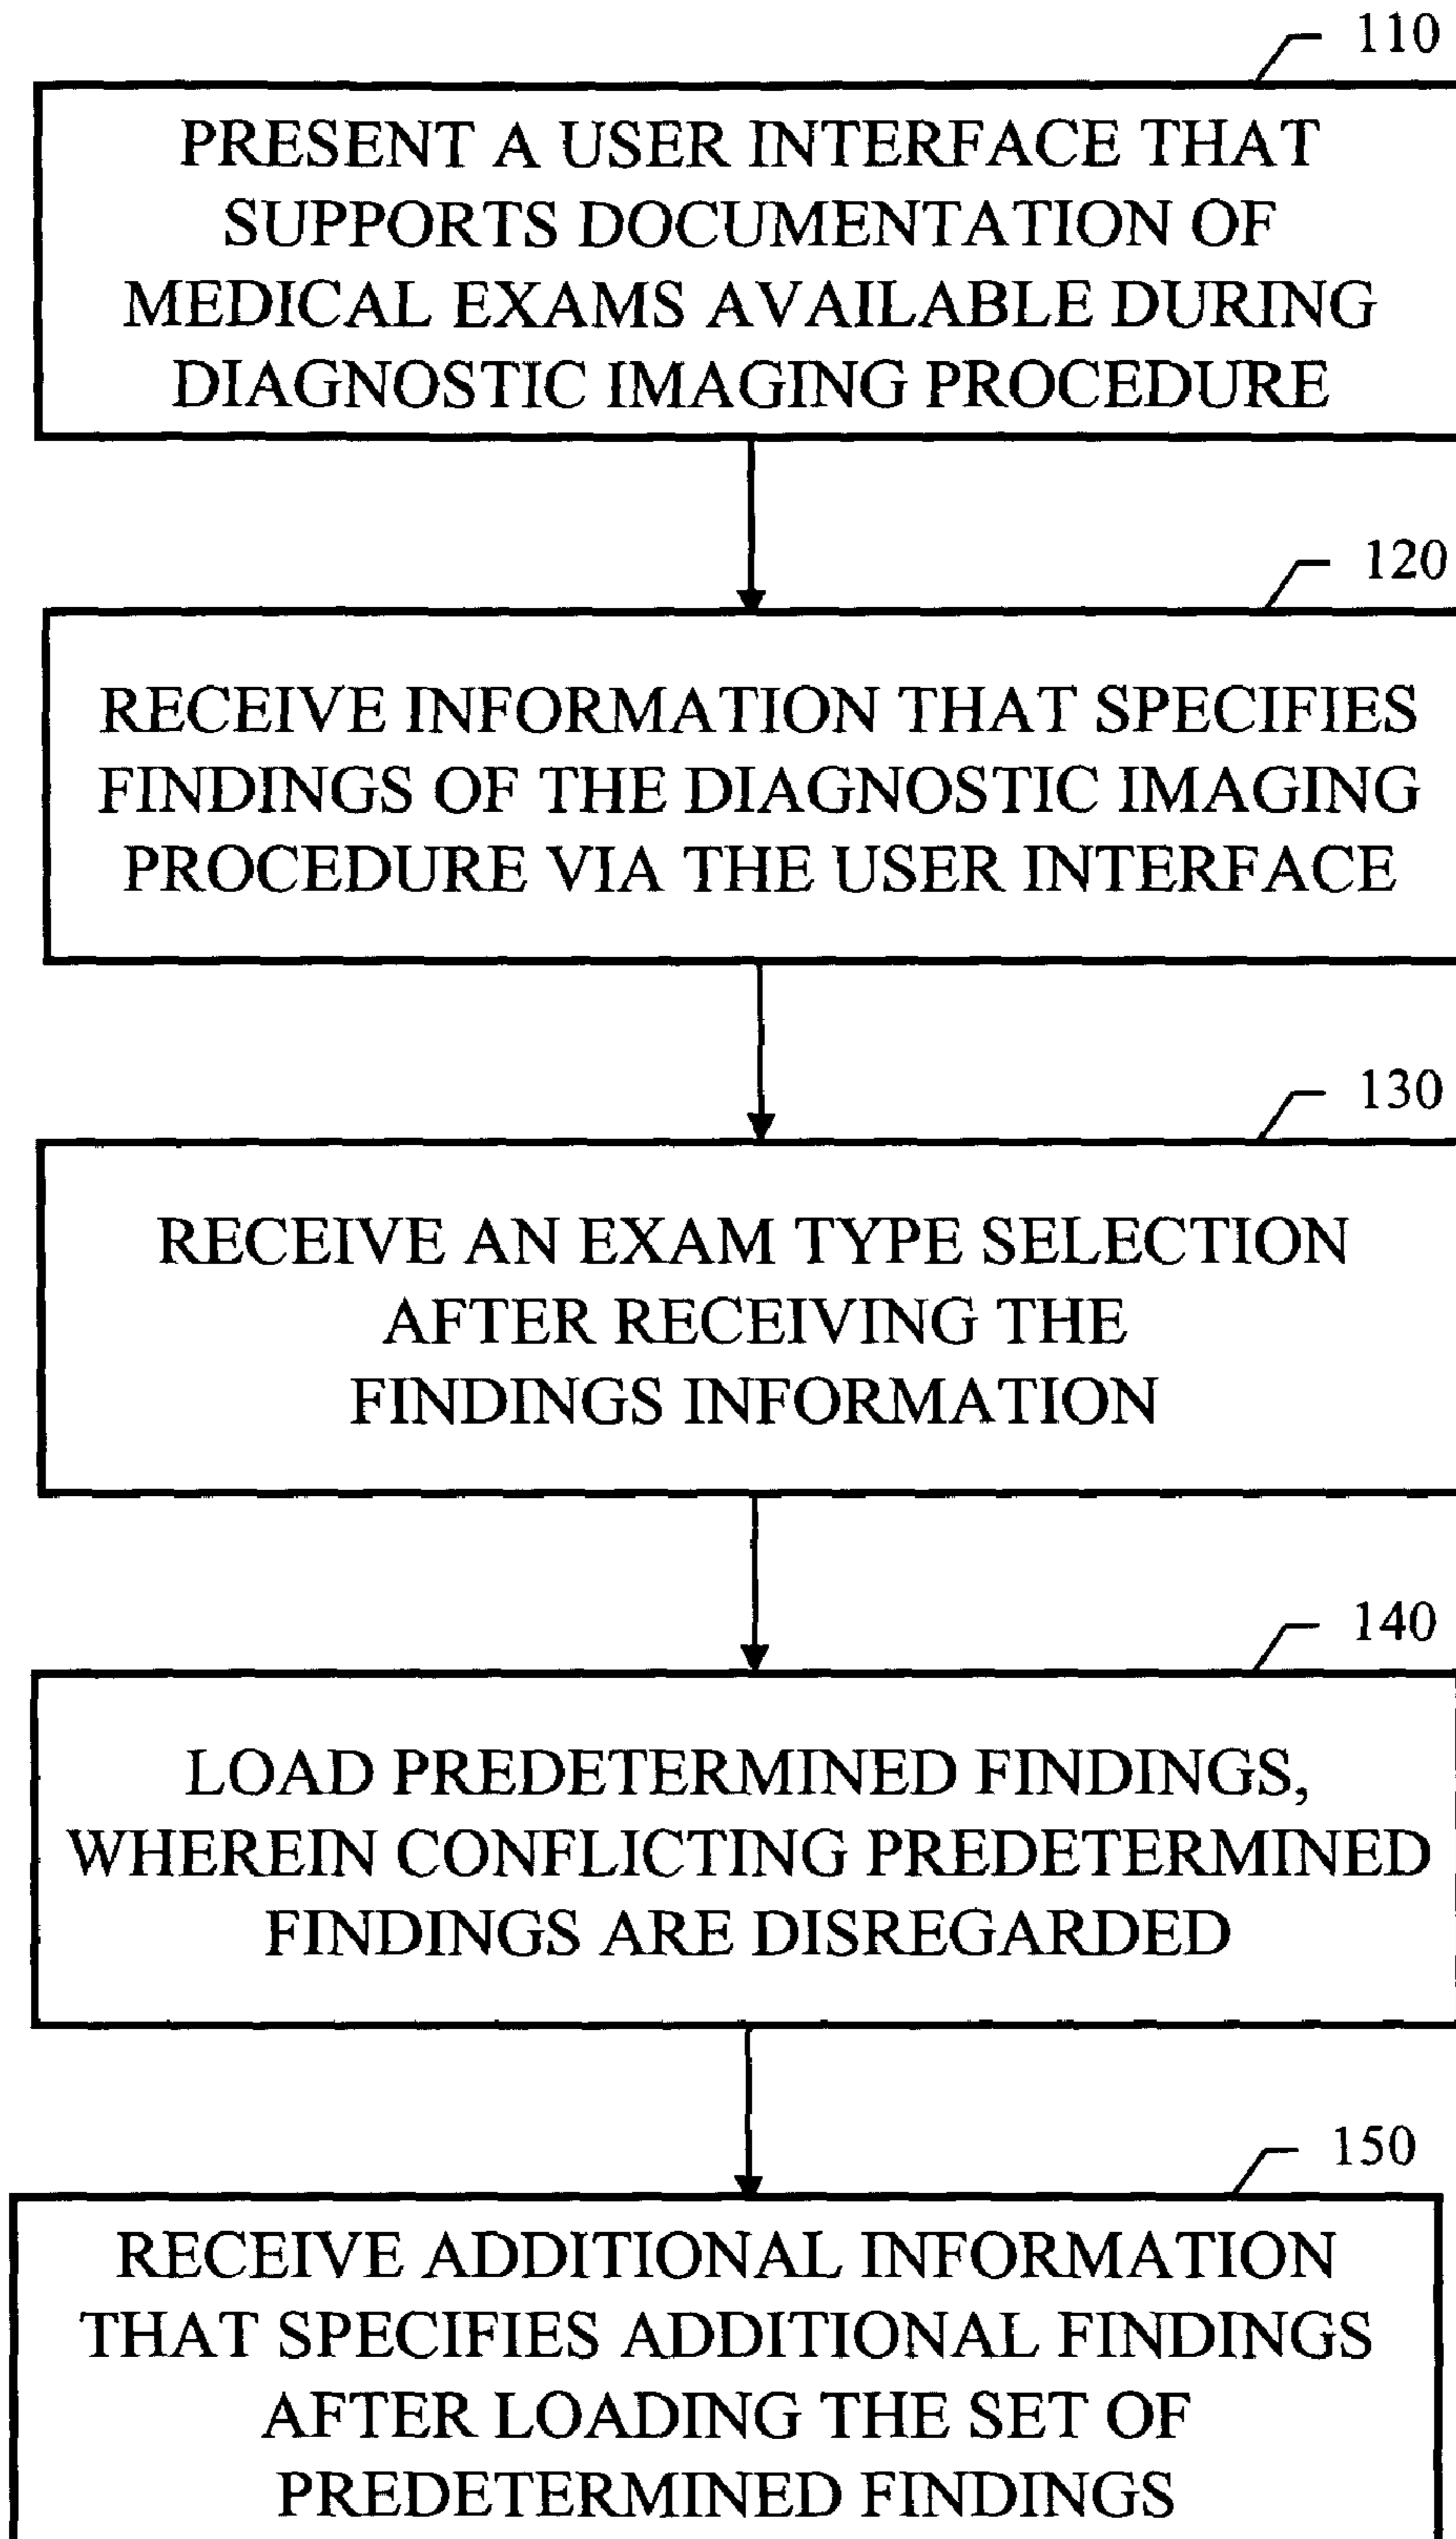 110
PRESENT A USER INTERFACE THAT
SUPPORTS DOCUMENTATION OF
MEDICAL EXAMS AVAILABLE DURING
DIAGNOSTIC IMAGING PROCEDURE
120
RECEIVE INFORMATION THAT SPECIFIES
FINDINGS OF THE DIAGNOSTIC IMAGING
PROCEDURE VIA THE USER INTERFACE
130
RECEIVE AN EXAM TYPE SELECTION
AFTER RECEIVING THE
FINDINGS INFORMATION
140
LOAD PREDETERMINED FINDINGS,
WHEREIN CONFLICTING PREDETERMINED
FINDINGS ARE DISREGARDED
150
RECEIVE ADDITIONAL INFORMATION
THAT SPECIFIES ADDITIONAL FINDINGS
AFTER LOADING THE SET OF
PREDETERMINED FINDINGS